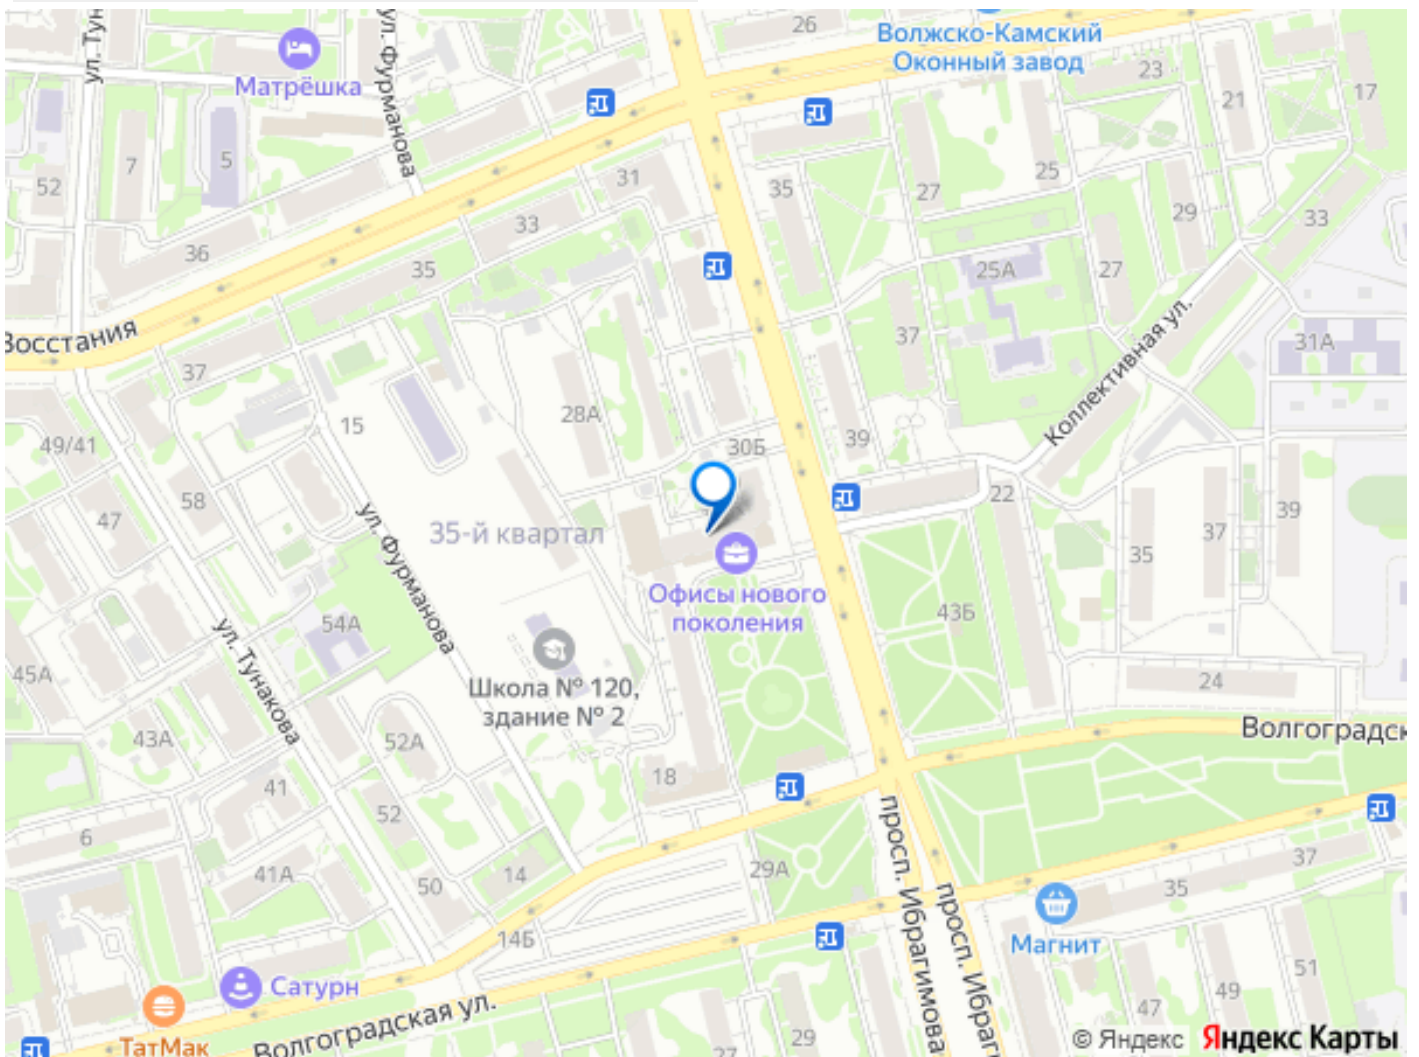 ул. Тун
ул. Фурманова
26
Волжско-Камский
Оконный завод
Матрёшка
23
21
17
7
5
52
31
35
27
25
29
33
33
36
35
25А
27
Восстания
37
31А
37
Коллективная ул.
15
28А
49/41
39
30Б
58
22
47
35-й квартал
37
39
35
ул. Фурманова
Офисы нового
поколения
43Б
54А
ул. Тунакова
45А
Школа № 120,
здание № 2
24
43А
52А
Волгоградск
18
41
52
6
просп. Ибрагимова
41А
50
14
29А
37
35
просп. Ибраги
14Б
Магнит
51
Сатурн
49
47
Волгоградская ул.
29
27
ТатМак
© Яндекс Яндекс Карты